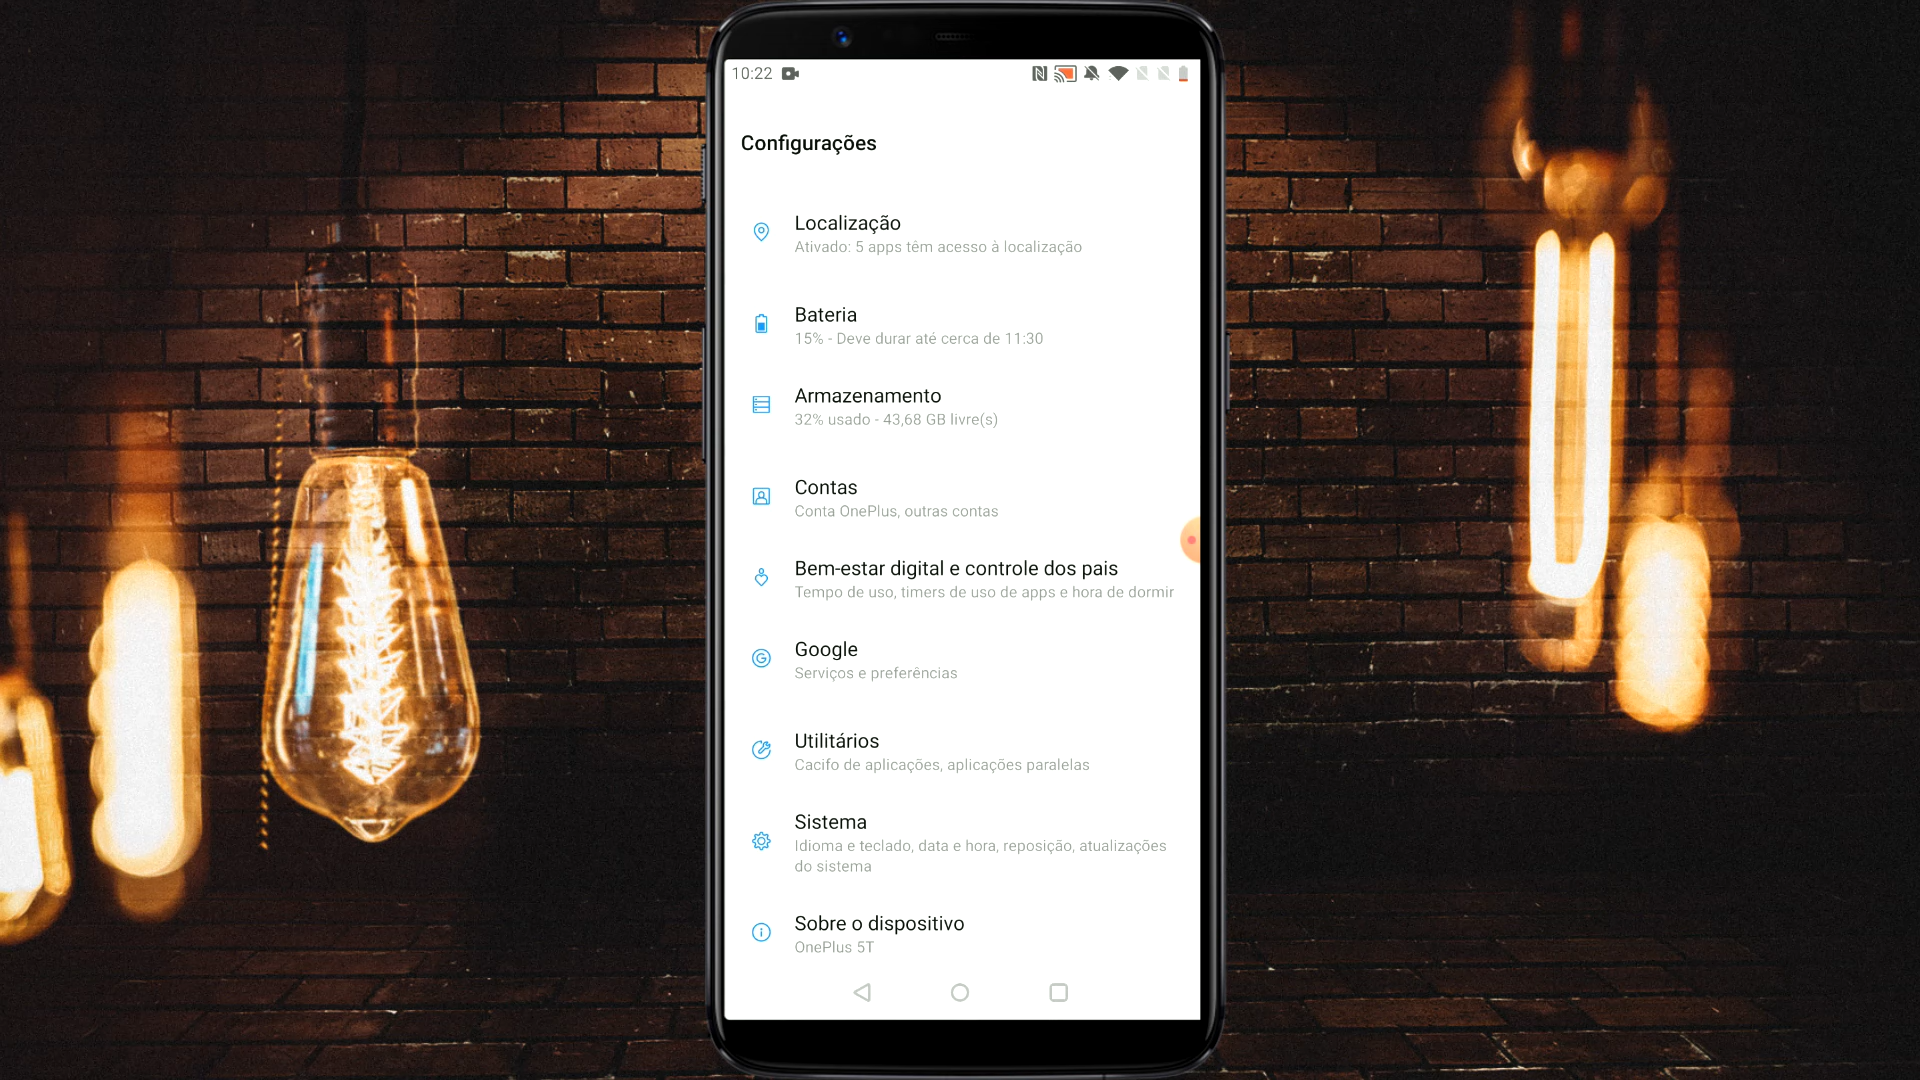 10:22
Configurações
Localização
Ativado: 5 apps têm acesso à localização
Bateria
15% - Deve durar até cerca de 11:30
Armazenamento
32% usado - 43,68 GB livre(s)
Contas
Conta OnePlus, outras contas
Bem-estar digital e controle dos pais
Tempo de uso, timers de uso de apps e hora de dormir
Google
Serviços e preferências
Utilitários
Cacifo de aplicações, aplicações paralelas
Sistema
Idioma e teclado, data e hora, reposição, atualizações
do sistema
Sobre o dispositivo
OnePlus 5T